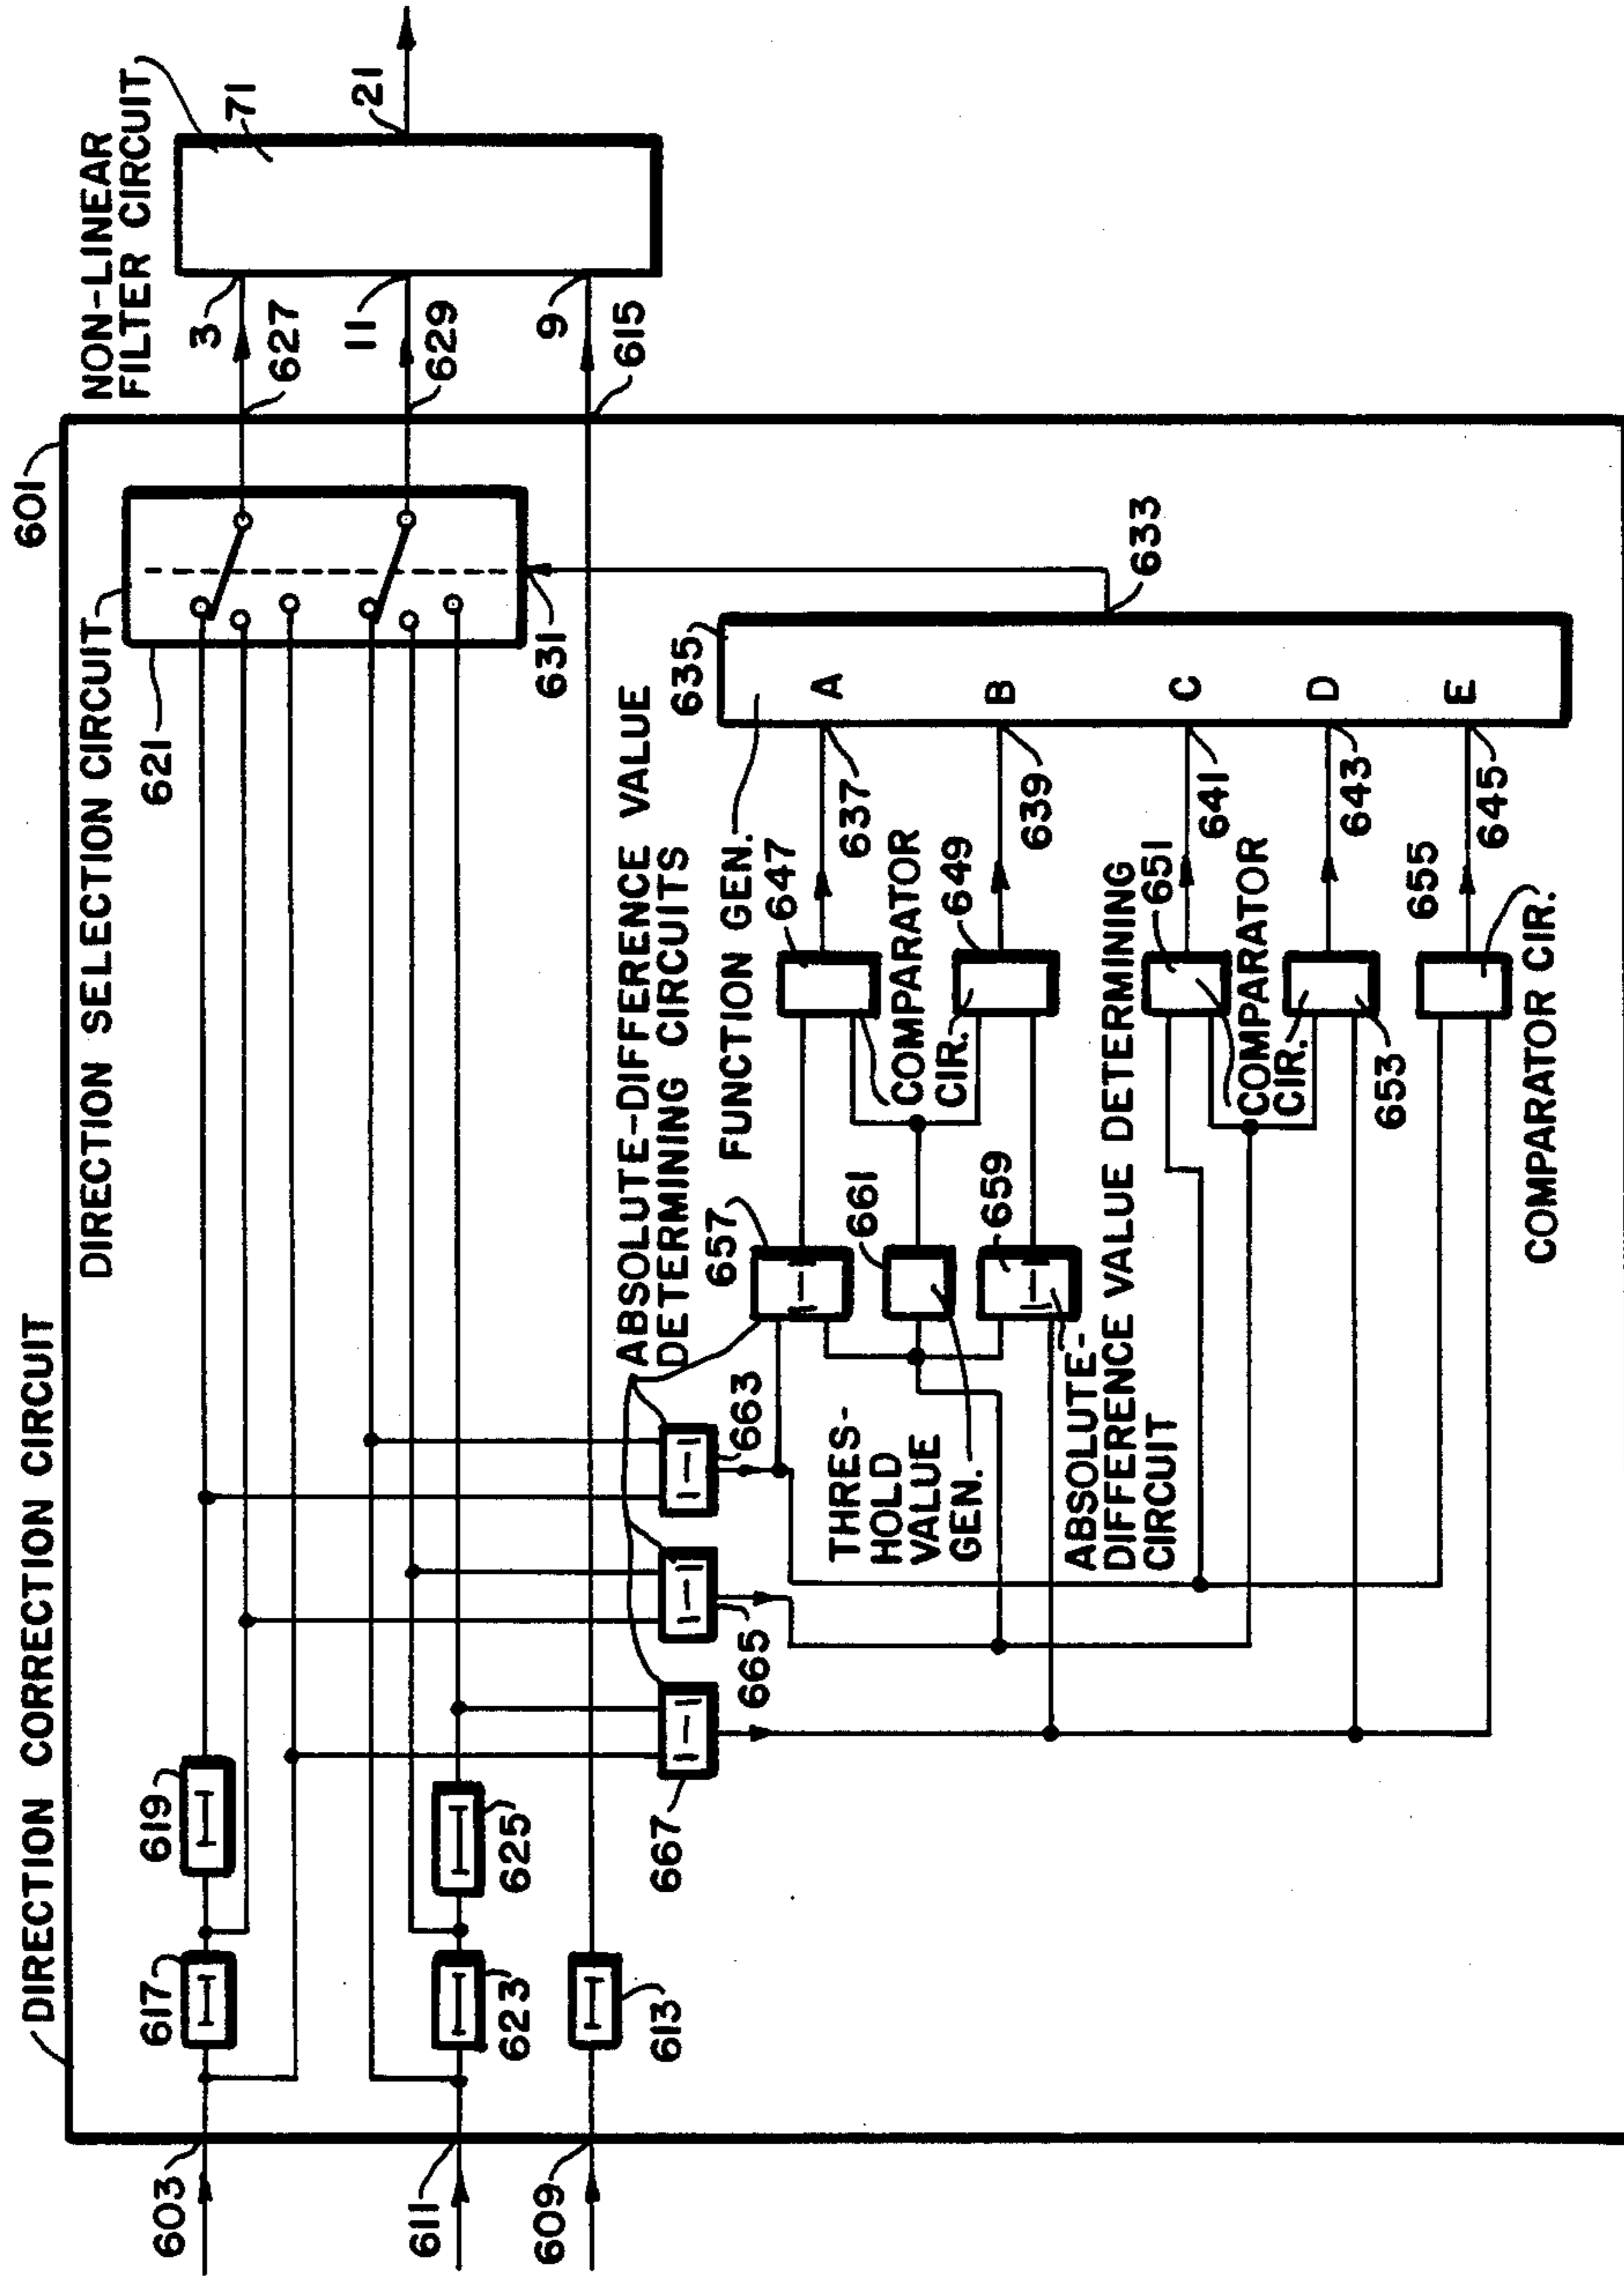 DIRECTION CORRECTION CIRCUIT
601
DIRECTION SELECTION CIRCUIT
NON-LINEAR
FILTER CIRCUIT
603
617
619
621
627
3
71
611
623
625
629
11
21
609
613
615
9
631
667
665
663
ABSOLUTE-DIFFERENCE VALUE
DETERMINING CIRCUITS
657
FUNCTION GEN.
635
633
647
637
A
661
COMPARATOR
CIR.
THRES-
HOLD
VALUE
GEN.
659
649
639
B
ABSOLUTE-
DIFFERENCE VALUE DETERMINING
CIRCUIT
651
641
C
COMPARATOR
CIR.
653
643
D
655
645
E
COMPARATOR CIR.